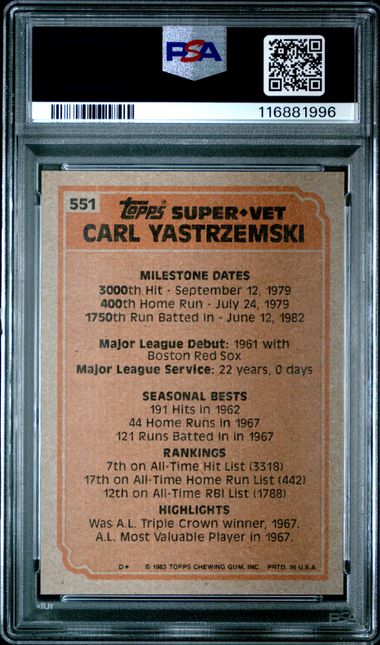 PSA
116881996
551
Topps SUPER♦VET
CARL YASTRZEMSKI
MILESTONE DATES
3000th Hit - September 12, 1979
400th Home Run - July 24, 1979
1750th Run Batted In - June 12, 1982
Major League Debut: 1961 with
Boston Red Sox
Major League Service: 22 years, 0 days
SEASONAL BESTS
191 Hits in 1962
44 Home Runs in 1967
121 Runs Batted In in 1967
RANKINGS
7th on All-Time Hit List (3318)
17th on All-Time Home Run List (442)
12th on All-Time RBI List (1788)
HIGHLIGHTS
Was A.L. Triple Crown winner, 1967.
A.L. Most Valuable Player in 1967.
D* © 1983 TOPPS CHEWING GUM, INC PRTD. IN U.S.A.
PSA